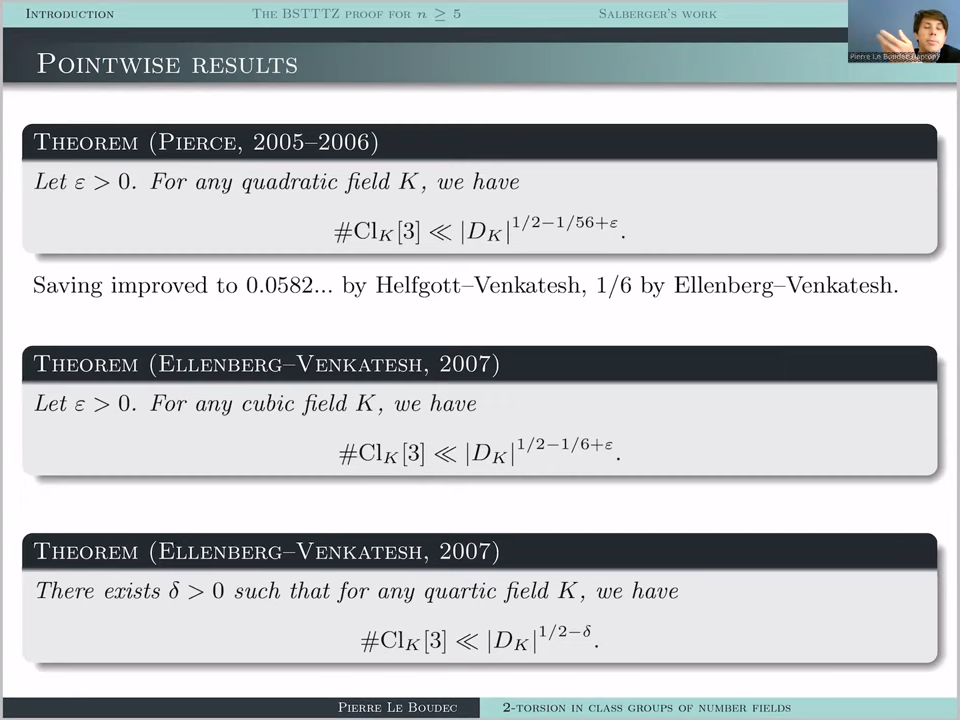 Introduction The BSTTTZ proof for n ≥ 5 Salberger's work
Pierre Le Boudec (laptop)
Pointwise results
Theorem (Pierce, 2005–2006)
Let ε > 0. For any quadratic field K, we have
#Cl_K[3] ≪ |D_K|^{1/2−1/56+ε}.
Saving improved to 0.0582... by Helfgott–Venkatesh, 1/6 by Ellenberg–Venkatesh.
Theorem (Ellenberg–Venkatesh, 2007)
Let ε > 0. For any cubic field K, we have
#Cl_K[3] ≪ |D_K|^{1/2−1/6+ε}.
Theorem (Ellenberg–Venkatesh, 2007)
There exists δ > 0 such that for any quartic field K, we have
#Cl_K[3] ≪ |D_K|^{1/2−δ}.
Pierre Le Boudec 2-torsion in class groups of number fields